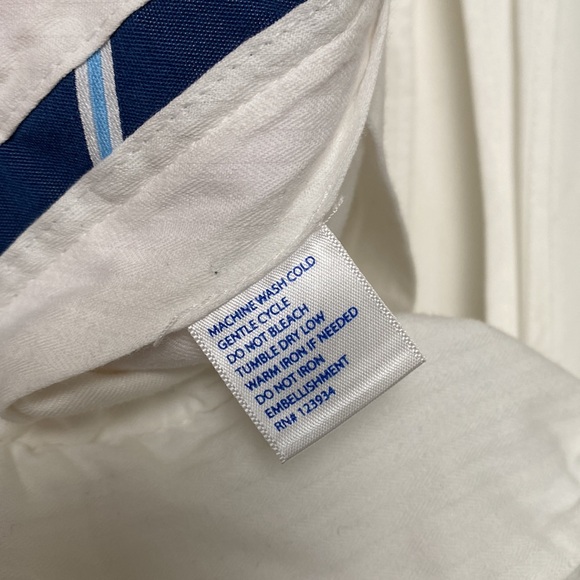 MACHINE WASH COLD
GENTLE CYCLE
DO NOT BLEACH
TUMBLE DRY LOW
WARM IRON IF NEEDED
DO NOT IRON
EMBELLISHMENT
RN# 123934